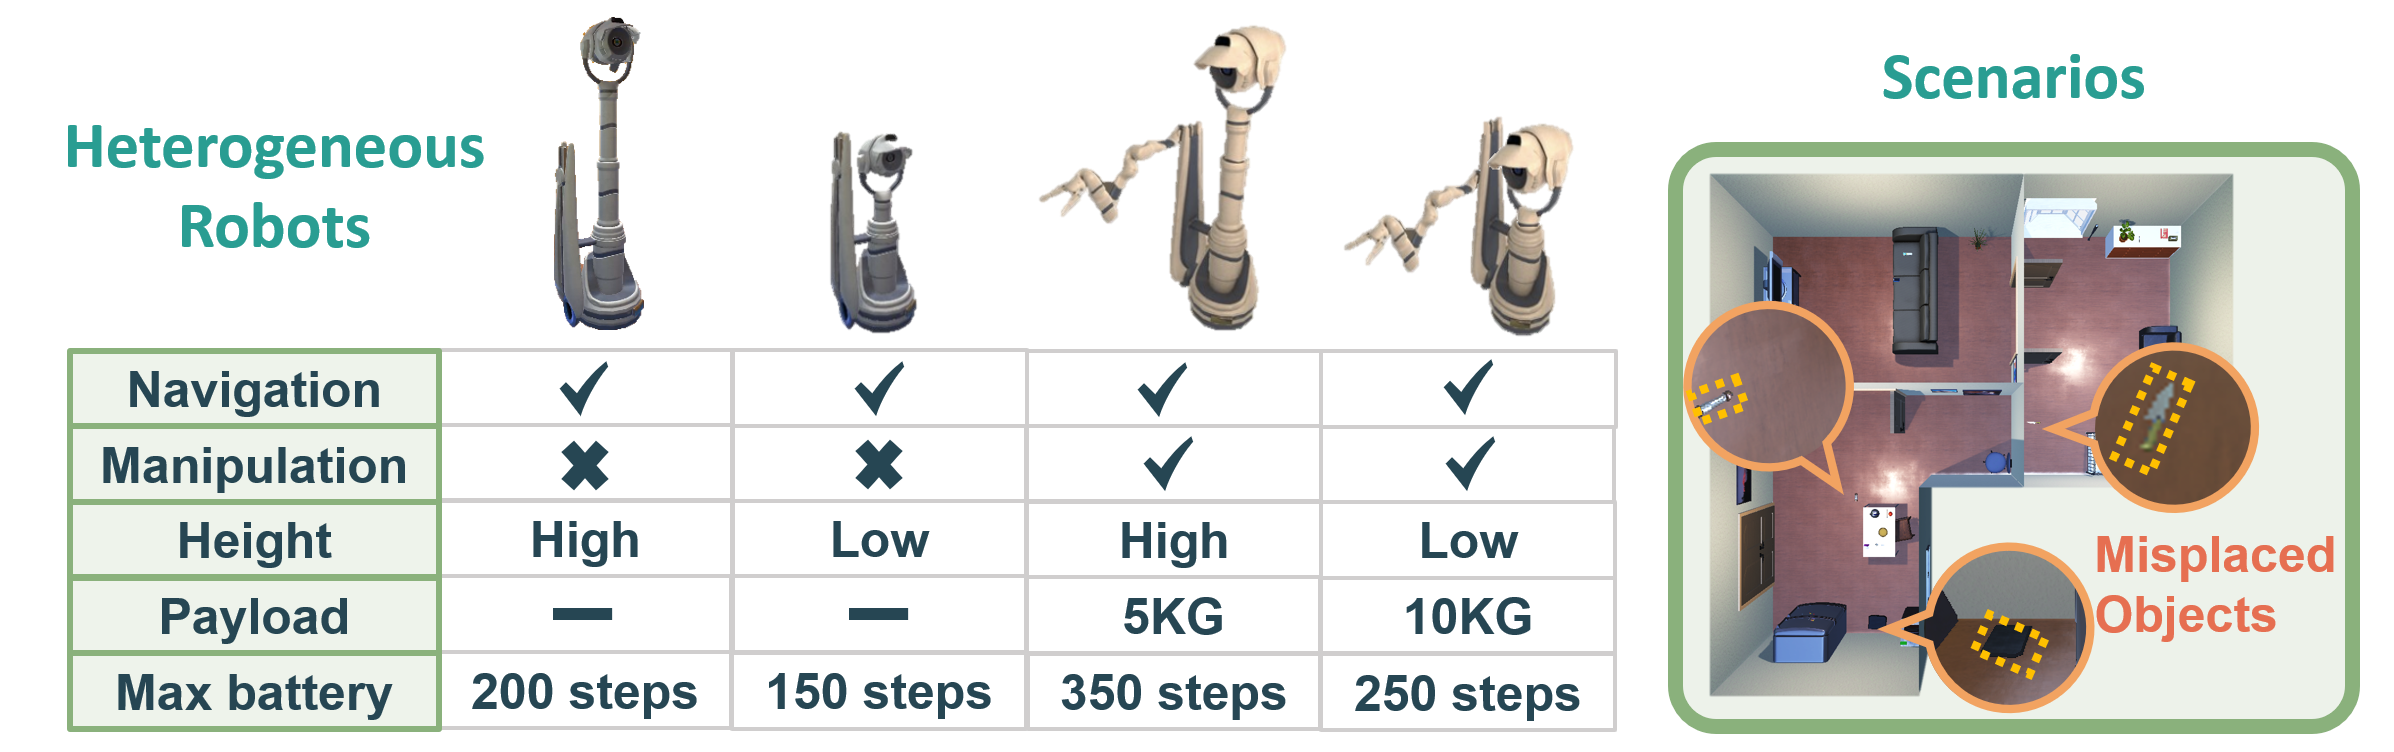 Heterogeneous
Robots
Navigation
Manipulation
Height High Low High Low
Payload — — 5KG 10KG
Max battery 200 steps 150 steps 350 steps 250 steps
Scenarios
Misplaced
Objects